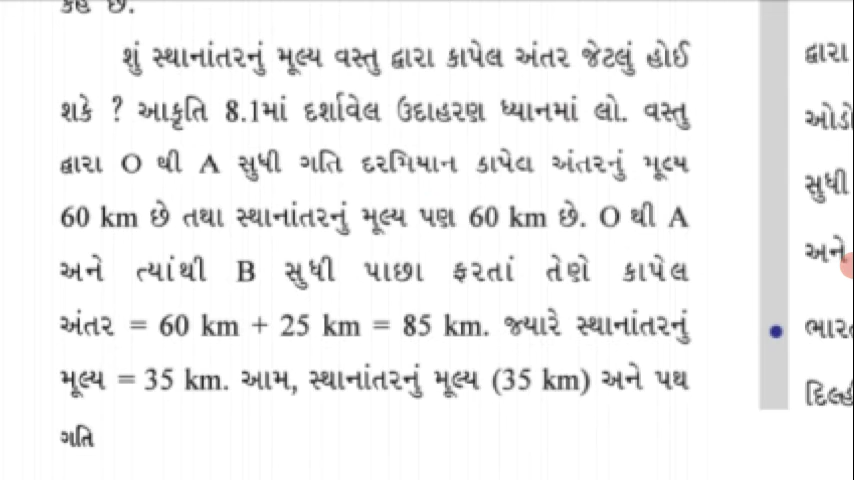 કહે છે.
શું સ્થાનાંતરનું મૂલ્ય વસ્તુ દ્વારા કાપેલ અંતર જેટલું હોઈ
શકે ? આકૃતિ 8.1માં દર્શાવેલ ઉદાહરણ ધ્યાનમાં લો. વસ્તુ
દ્વારા O થી A સુધી ગતિ દરમિયાન કાપેલા અંતરનું મૂલ્ય
60 km છે તથા સ્થાનાંતરનું મૂલ્ય પણ 60 km છે. O થી A
અને ત્યાંથી B સુધી પાછા ફરતાં તેણે કાપેલ
અંતર = 60 km + 25 km = 85 km. જ્યારે સ્થાનાંતરનું
મૂલ્ય = 35 km. આમ, સ્થાનાંતરનું મૂલ્ય (35 km) અને પથ
ગતિ
દ્વારા
સુધી
અને